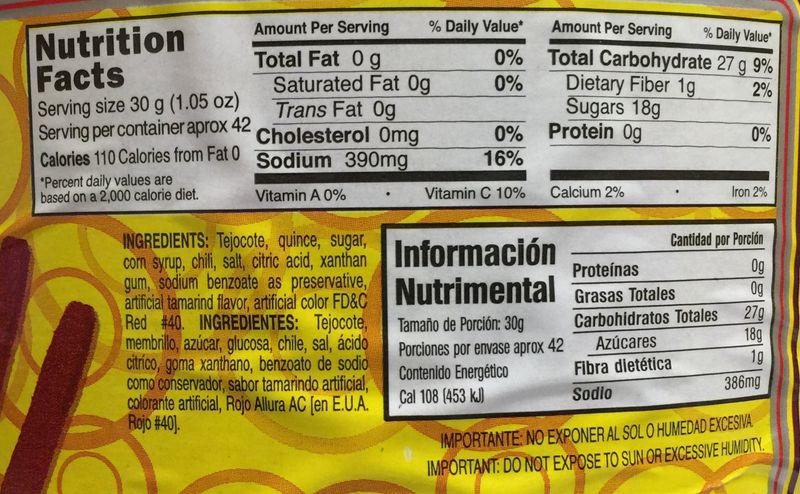 Nutrition
Facts
Serving size 30 g (1.05 oz)
Serving per container aprox 42
Calories 110 Calories from Fat 0
*Percent daily values are
based on a 2,000 calorie diet.
Amount Per Serving % Daily Value*
Total Fat 0 g 0%
Saturated Fat 0g 0%
Trans Fat 0g
Cholesterol 0mg 0%
Sodium 390mg 16%
Amount Per Serving % Daily Value*
Total Carbohydrate 27 g 9%
Dietary Fiber 1g 2%
Sugars 18g
Protein 0g 0%
Vitamin A 0% • Vitamin C 10% Calcium 2% • Iron 2%
INGREDIENTS: Tejocote, quince, sugar,
corn syrup, chili, salt, citric acid, xanthan
gum, sodium benzoate as preservative,
artificial tamarind flavor, artificial color FD&C
Red #40. INGREDIENTES: Tejocote,
membrillo, azúcar, glucosa, chile, sal, ácido
cítrico, goma xanthano, benzoato de sodio
como conservador, sabor tamarindo artificial,
colorante artificial, Rojo Allura AC [en E.U.A.
Rojo #40].
Información
Nutrimental
Tamaño de Porción: 30g
Porciones por envase aprox 42
Contenido Energético
Cal 108 (453 kJ)
Cantidad por Porción
Proteínas 0g
Grasas Totales 0g
Carbohidratos Totales 27g
Azúcares 18g
Fibra dietética 1g
Sodio 386mg
IMPORTANTE: NO EXPONER AL SOL O HUMEDAD EXCESIVA.
IMPORTANT: DO NOT EXPOSE TO SUN OR EXCESSIVE HUMIDITY.